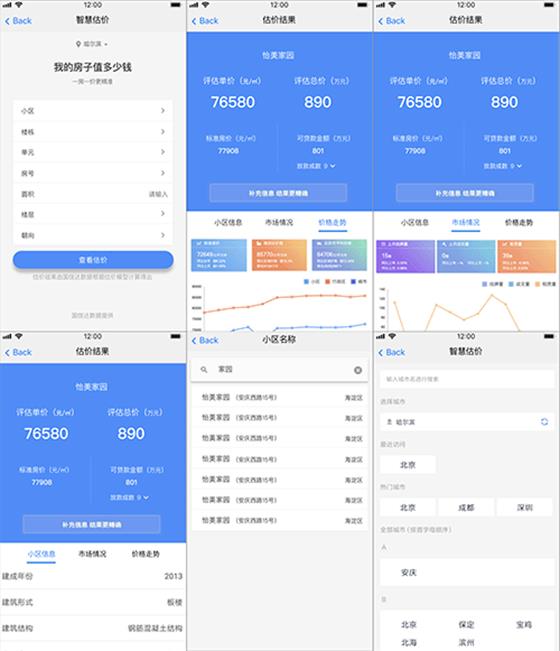 12:00
Back 智慧估价
哈尔滨
我的房子值多少钱
一房一价更精准
小区
楼栋
单元
房号
面积 请输入
楼层
朝向
查看估价
估价结果由国信达数据根据估价模型计算得出
国信达数据提供
12:00
Back 估价结果
怡美家园
评估单价（元/㎡） 评估总价（万元）
76580 890
标准房价（元/㎡） 可贷款金额（万元）
77908 801
放款成数 9
补充信息 结果更精确
小区信息 市场情况 价格走势
72649
85770
84706
小区 行政区 城市
12:00
Back 估价结果
怡美家园
评估单价（元/㎡） 评估总价（万元）
76580 890
标准房价（元/㎡） 可贷款金额（万元）
77908 801
放款成数 9
补充信息 结果更精确
小区信息 市场情况 价格走势
15套
0套
39套
挂牌量 成交量 租赁量
140
120
100
80
60
12:00
Back 估价结果
怡美家园
评估单价（元/㎡） 评估总价（万元）
76580 890
标准房价（元/㎡） 可贷款金额（万元）
77908 801
放款成数 9
补充信息 结果更精确
小区信息 市场情况 价格走势
建成年份 2013
建筑形式 板楼
建筑结构 钢筋混凝土结构
Back 小区名称
家园
怡美家园 （安庆西路15号） 海淀区
怡美家园 （安庆西路15号） 海淀区
怡美家园 （安庆西路15号） 海淀区
怡美家园 （安庆西路15号） 海淀区
怡美家园 （安庆西路15号） 海淀区
怡美家园 （安庆西路15号） 海淀区
怡美家园 （安庆西路15号） 海淀区
12:00
Back 智慧估价
输入城市名进行搜索
选择城市
哈尔滨
最近访问
北京
热门城市
北京 成都 深圳
全部城市（按首字母顺序）
A
安庆
B
北京 保定 宝鸡
北海 滨州